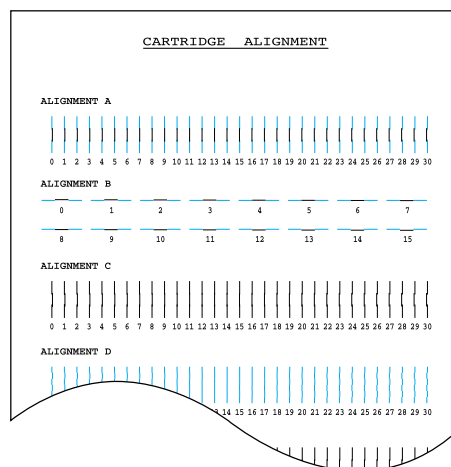 CARTRIDGE ALIGNMENT
ALIGNMENT A
0 1 2 3 4 5 6 7 8 9 10 11 12 13 14 15 16 17 18 19 20 21 22 23 24 25 26 27 28 29 30
ALIGNMENT B
0 1 2 3 4 5 6 7
8 9 10 11 12 13 14 15
ALIGNMENT C
0 1 2 3 4 5 6 7 8 9 10 11 12 13 14 15 16 17 18 19 20 21 22 23 24 25 26 27 28 29 30
ALIGNMENT D
14 15 16 17 18 19 20 21 22 23 24 25 26 27 28 29 30